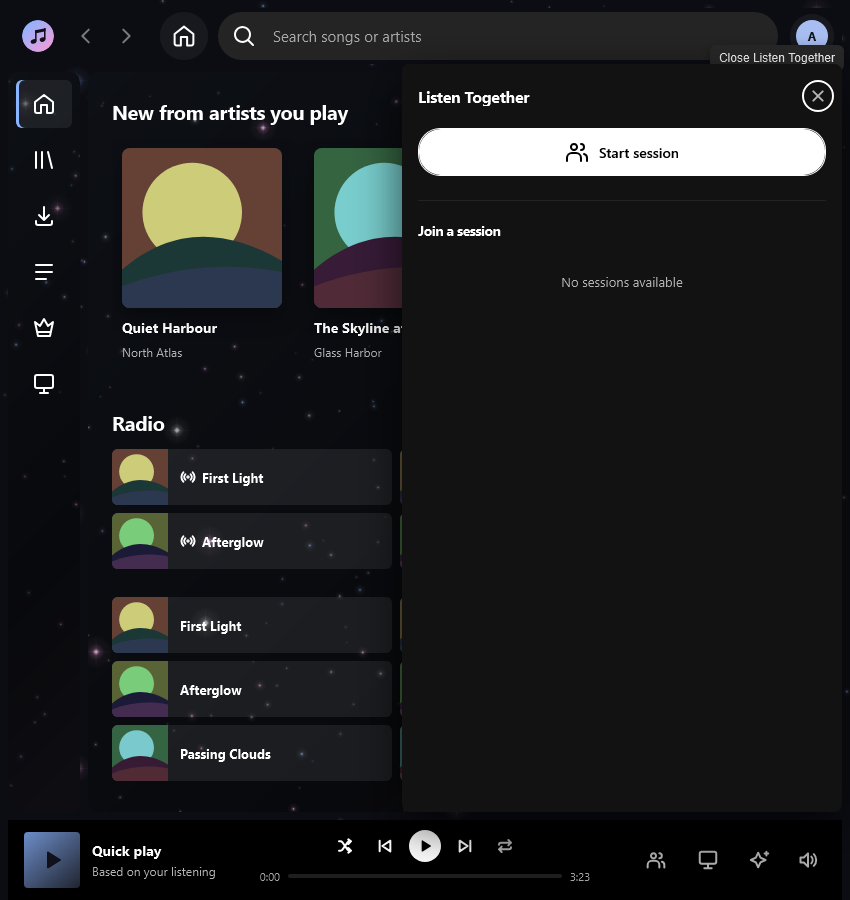 Search songs or artists
A
Close Listen Together
New from artists you play
Quiet Harbour
North Atlas
The Skyline a
Glass Harbor
Radio
First Light
Afterglow
First Light
Afterglow
Passing Clouds
Listen Together
Start session
Join a session
No sessions available
Quick play
Based on your listening
0:00
3:23